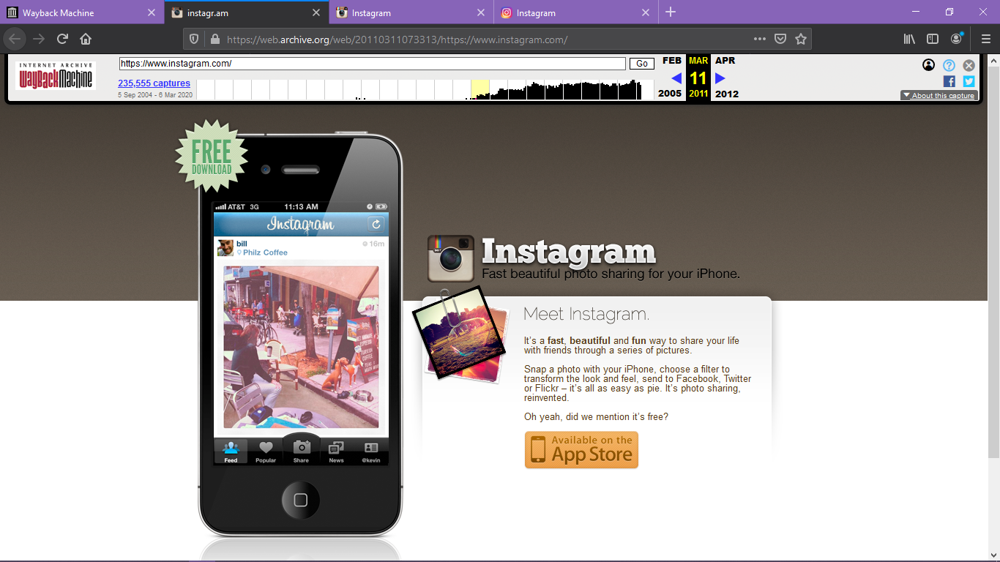 Wayback Machine
instagr.am
Instagram
Instagram
https://web.archive.org/web/20110311073313/https://www.instagram.com/
INTERNET ARCHIVE
WayBackMachine
https://www.instagram.com/
Go
FEB
MAR
APR
235,555 captures
11
5 Sep 2004 - 6 Mar 2020
2005
2011
2012
About this capture
FREE
DOWNLOAD
AT&T 3G 11:13 AM
Instagram
bill
16m
Philz Coffee
Feed
Popular
Share
News
@kevin
Instagram
Fast beautiful photo sharing for your iPhone.
Meet Instagram.
It's a fast, beautiful and fun way to share your life
with friends through a series of pictures.
Snap a photo with your iPhone, choose a filter to
transform the look and feel, send to Facebook, Twitter
or Flickr – it's all as easy as pie. It's photo sharing,
reinvented.
Oh yeah, did we mention it's free?
Available on the
App Store